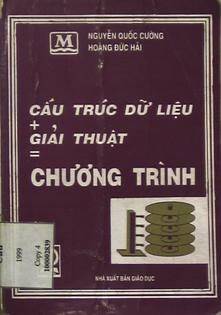 M
NGUYỄN QUỐC CƯỜNG
HOÀNG ĐỨC HẢI
CẤU TRÚC DỮ LIỆU
+
GIẢI THUẬT
=
CHƯƠNG TRÌNH
1999
Copy 4
100002839
NHÀ XUẤT BẢN GIÁO DỤC